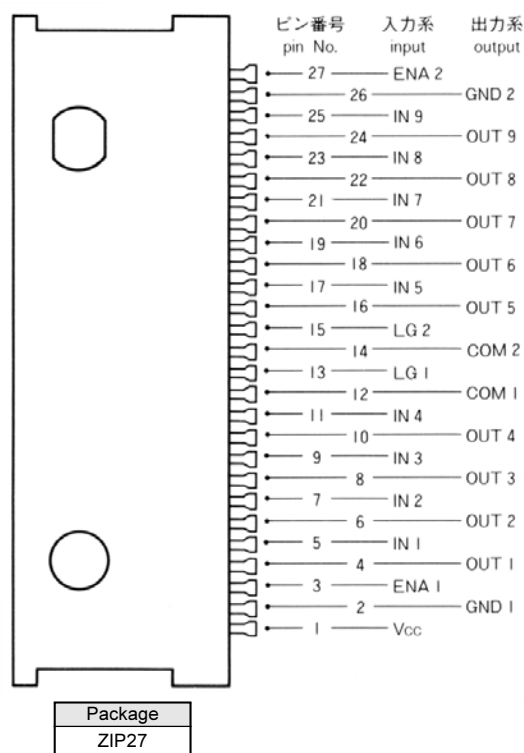 ピン番号 入力系 出力系
pin No. input output
27 ENA 2
26 GND 2
25 IN 9
24 OUT 9
23 IN 8
22 OUT 8
21 IN 7
20 OUT 7
19 IN 6
18 OUT 6
17 IN 5
16 OUT 5
15 LG 2
14 COM 2
13 LG 1
12 COM 1
11 IN 4
10 OUT 4
9 IN 3
8 OUT 3
7 IN 2
6 OUT 2
5 IN 1
4 OUT 1
3 ENA 1
2 GND 1
1 Vcc
Package
ZIP27